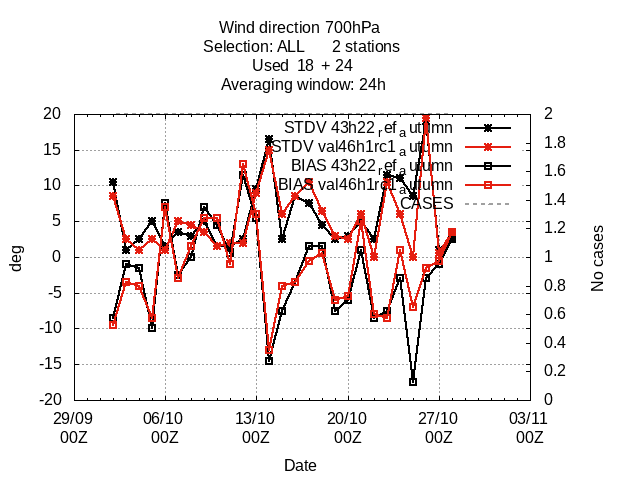 Wind direction 700hPa
Selection: ALL 2 stations
Used 18 + 24
Averaging window: 24h
STDV 43h22_ref_autumn
STDV val46h1rc1_autumn
BIAS 43h22_ref_autumn
BIAS val46h1rc1_autumn
CASES
20
15
10
5
0
-5
-10
-15
-20
deg
2
1.8
1.6
1.4
1.2
1
0.8
0.6
0.4
0.2
0
No cases
29/09 06/10 13/10 20/10 27/10 03/11
00Z 00Z 00Z 00Z 00Z 00Z
Date